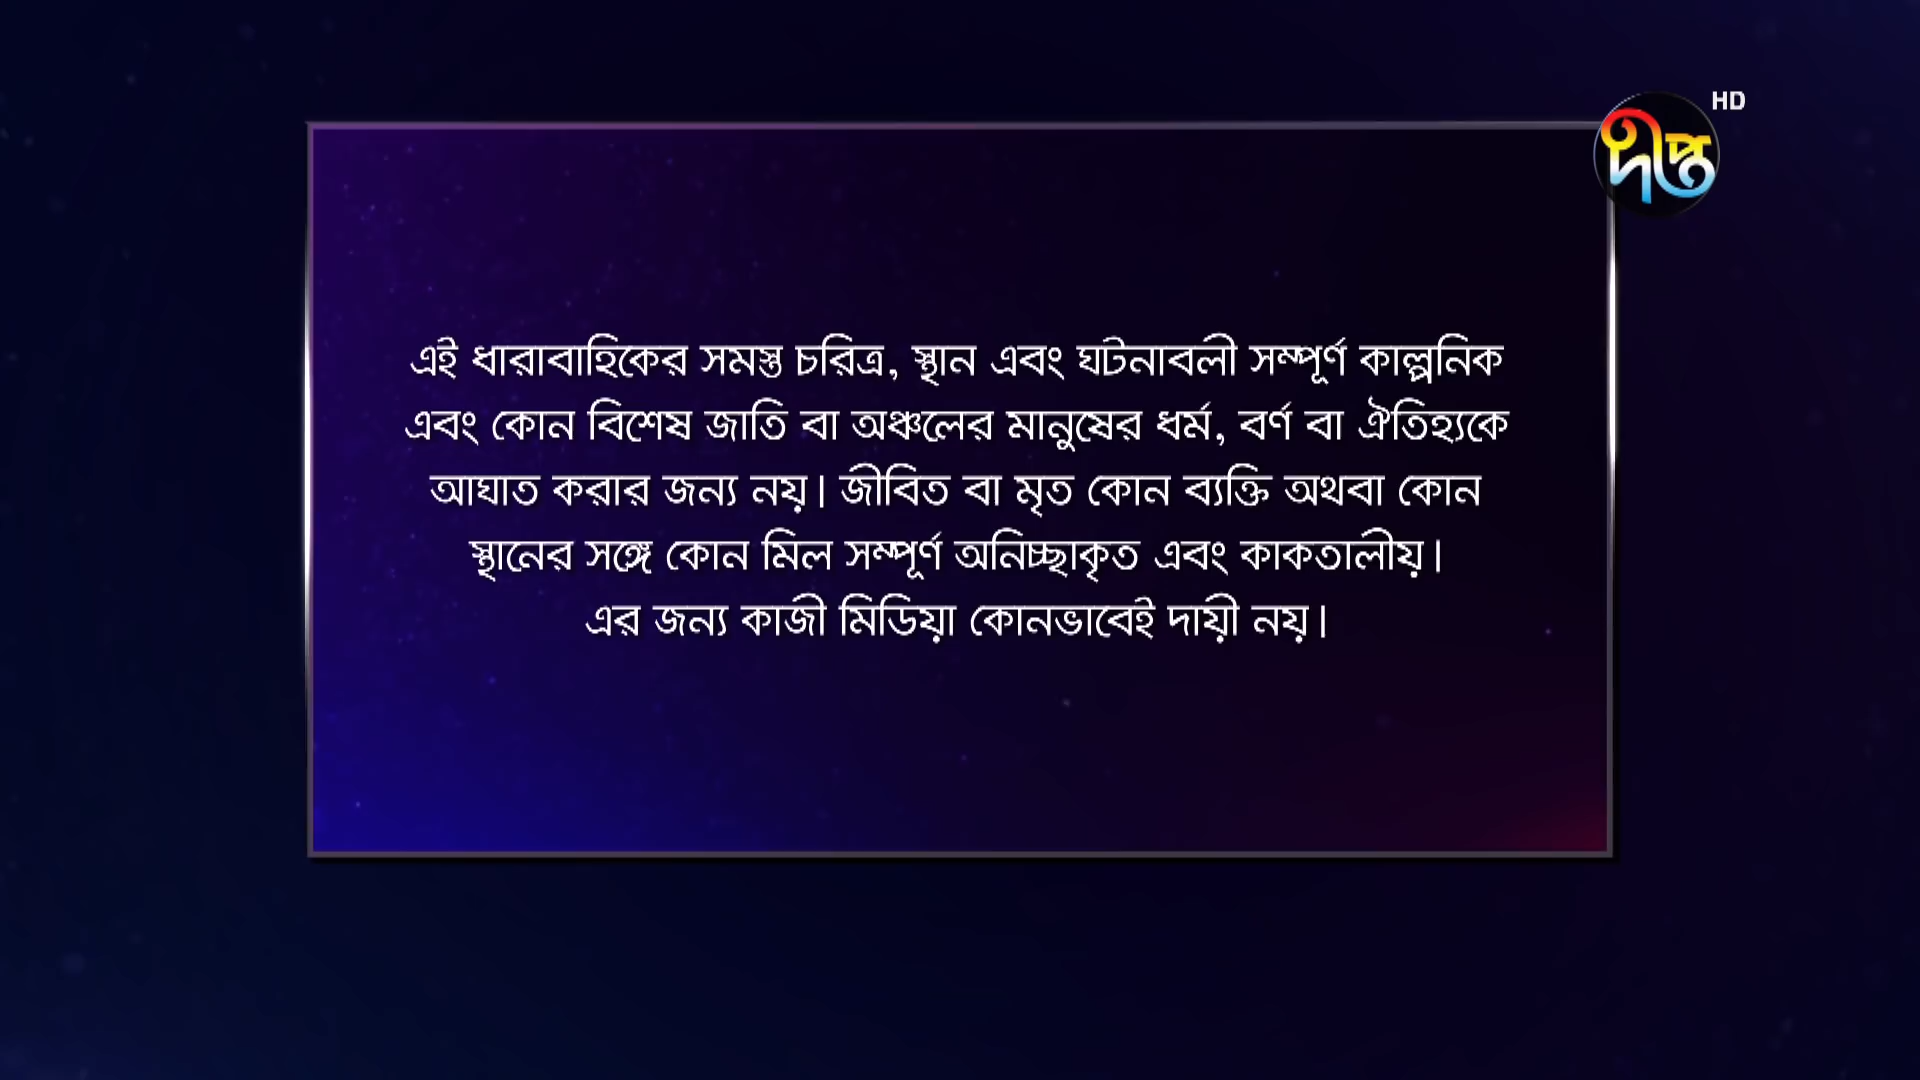 HD
দীপ্ত
এই ধারাবাহিকের সমস্ত চরিত্র, স্থান এবং ঘটনাবলী সম্পূর্ণ কাল্পনিক
এবং কোন বিশেষ জাতি বা অঞ্চলের মানুষের ধর্ম, বর্ণ বা ঐতিহ্যকে
আঘাত করার জন্য নয়। জীবিত বা মৃত কোন ব্যক্তি অথবা কোন
স্থানের সঙ্গে কোন মিল সম্পূর্ণ অনিচ্ছাকৃত এবং কাকতালীয়।
এর জন্য কাজী মিডিয়া কোনভাবেই দায়ী নয়।